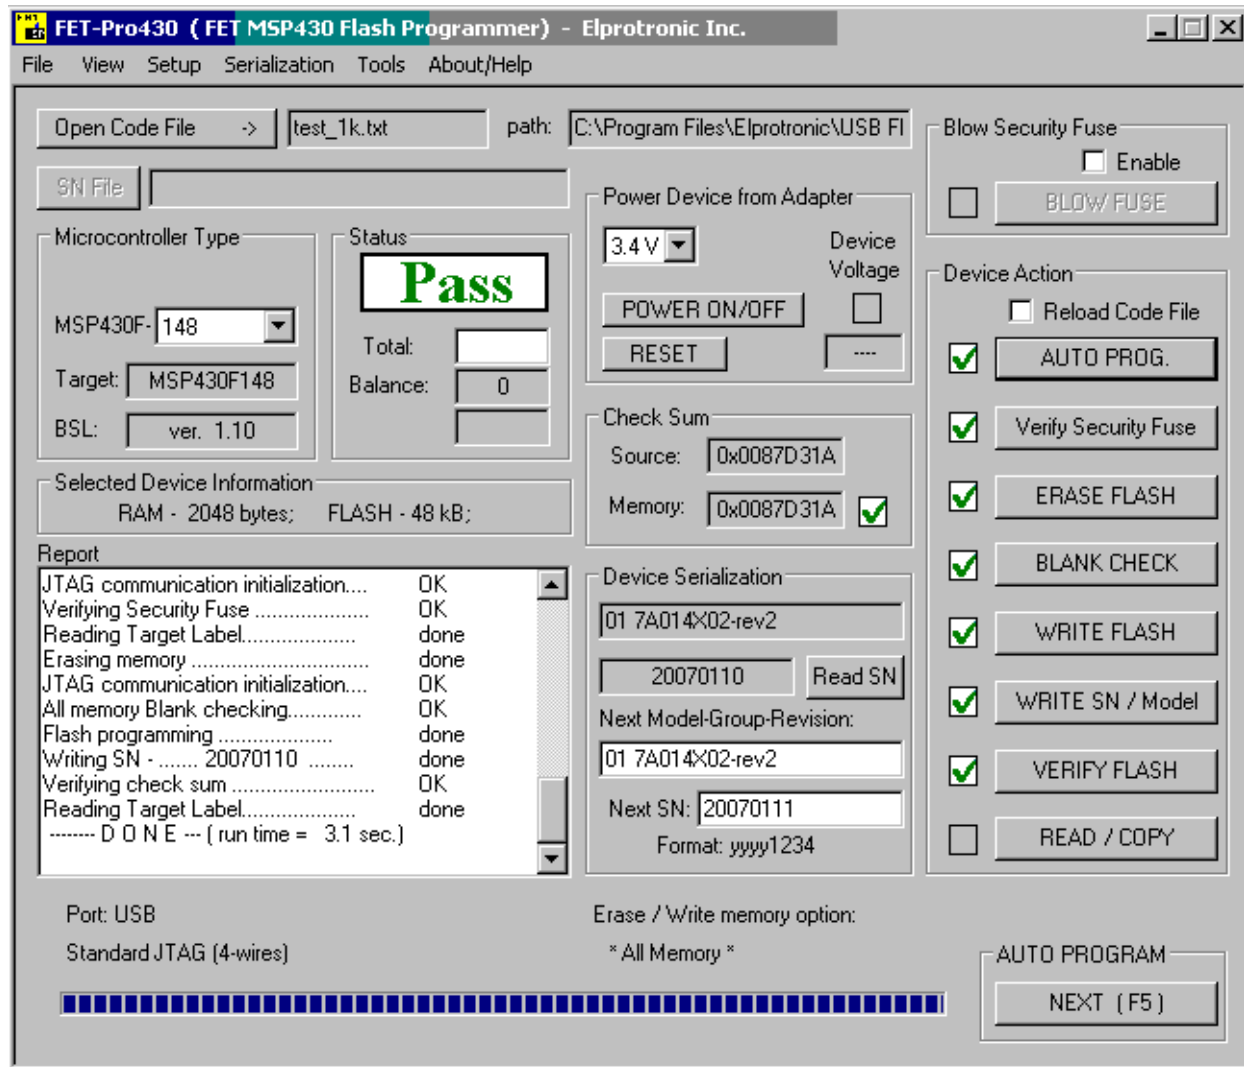 FET-Pro430 ( FET MSP430 Flash Programmer) - Elprotronic Inc.
File View Setup Serialization Tools About/Help
Open Code File -> test_1k.txt path: C:\Program Files\Elprotronic\USB Fl
SN File
Microcontroller Type
MSP430F- 148
Target: MSP430F148
BSL: ver. 1.10
Status
Pass
Total:
Balance: 0
Selected Device Information
RAM - 2048 bytes; FLASH - 48 kB;
Report
JTAG communication initialization.... OK
Verifying Security Fuse .................... OK
Reading Target Label.................... done
Erasing memory .......................... done
JTAG communication initialization.... OK
All memory Blank checking............. OK
Flash programming .................... done
Writing SN - ....... 20070110 ........ done
Verifying check sum ......................... OK
Reading Target Label.................... done
-------- D O N E --- ( run time = 3.1 sec.)
Power Device from Adapter
3.4 V
Device
Voltage
POWER ON/OFF
RESET
----
Check Sum
Source: 0x0087D31A
Memory: 0x0087D31A
Device Serialization
01 7A014X02-rev2
20070110 Read SN
Next Model-Group-Revision:
01 7A014X02-rev2
Next SN: 20070111
Format: yyyy1234
Blow Security Fuse
Enable
BLOW FUSE
Device Action
Reload Code File
AUTO PROG.
Verify Security Fuse
ERASE FLASH
BLANK CHECK
WRITE FLASH
WRITE SN / Model
VERIFY FLASH
READ / COPY
Port: USB
Standard JTAG (4-wires)
Erase / Write memory option:
* All Memory *
AUTO PROGRAM
NEXT ( F5 )